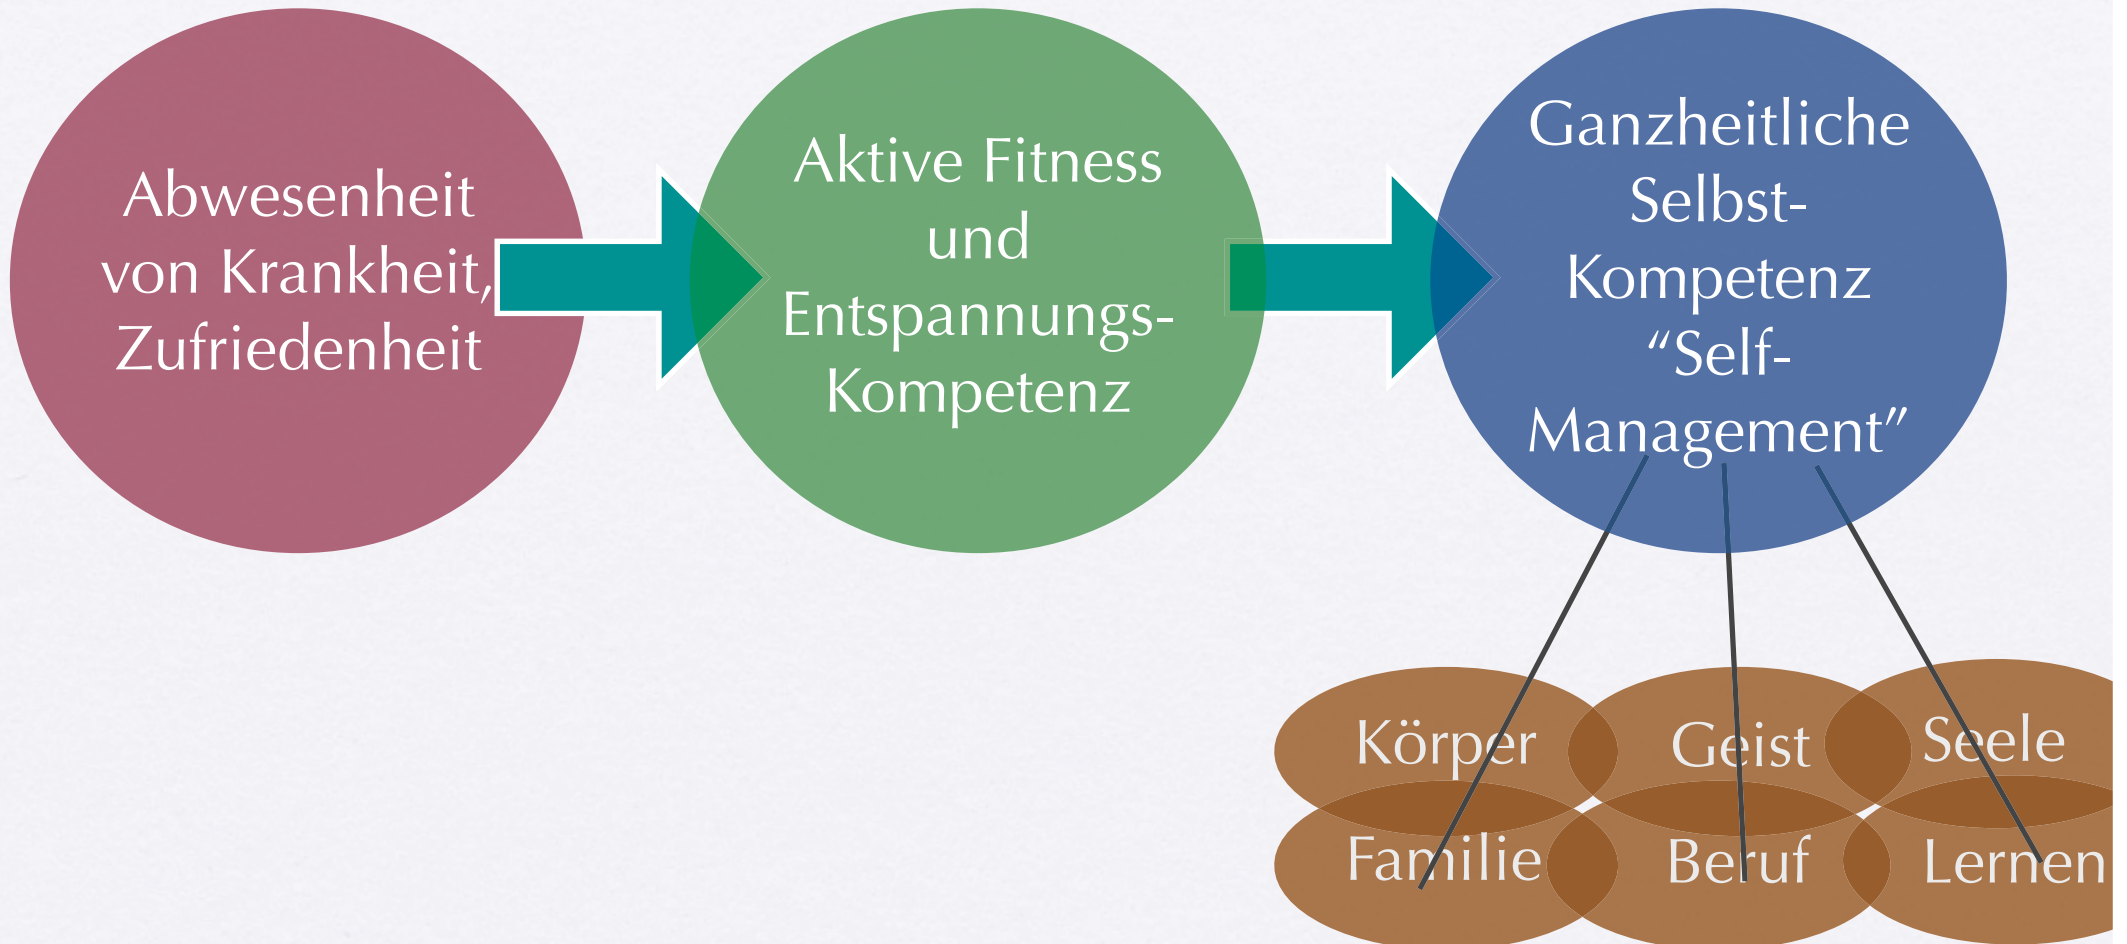 Abwesenheit
von Krankheit,
Zufriedenheit
Aktive Fitness
und
Entspannungs-
Kompetenz
Ganzheitliche
Selbst-
Kompetenz
“Self-
Management”
Körper
Geist
Seele
Familie
Beruf
Lernen